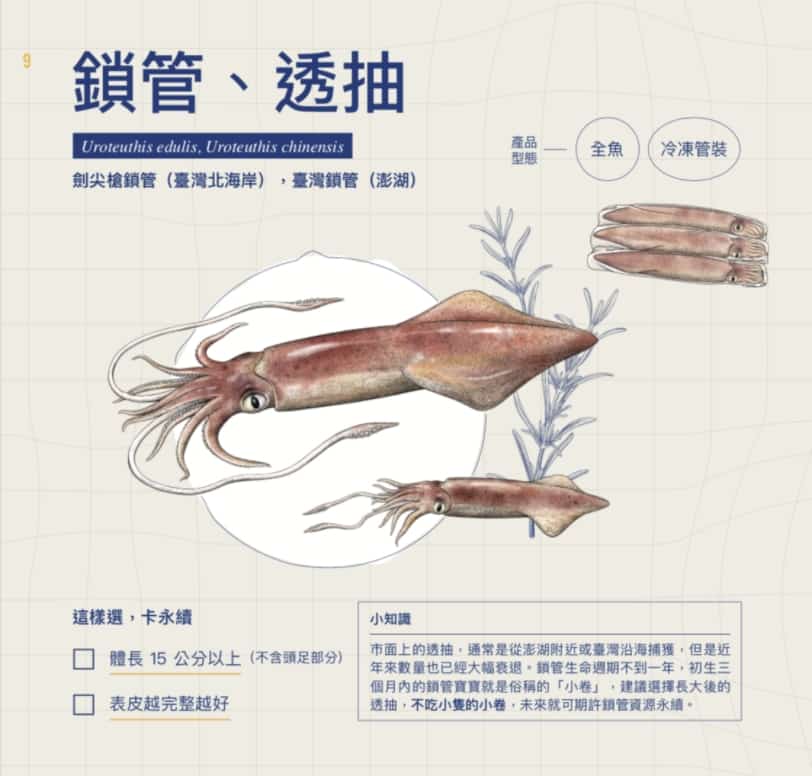 9
鎖管、透抽
Uroteuthis edulis, Uroteuthis chinensis
劍尖槍鎖管（臺灣北海岸），臺灣鎖管（澎湖）
產品
型態
全魚
冷凍管裝
這樣選，卡永續
體長 15 公分以上（不含頭足部分）
表皮越完整越好
小知識
市面上的透抽，通常是從澎湖附近或臺灣沿海捕獲，但是近
年來數量也已經大幅衰退。鎖管生命週期不到一年，初生三
個月內的鎖管寶寶就是俗稱的「小卷」，建議選擇長大後的
透抽，不吃小隻的小卷，未來就可期許鎖管資源永續。